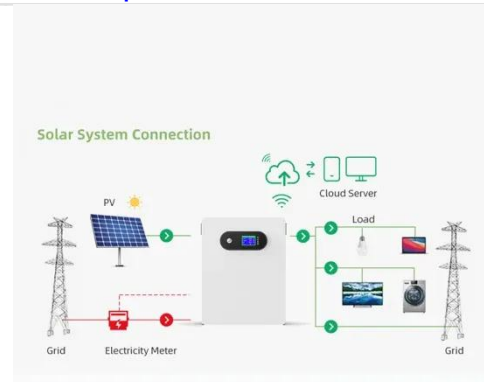 Solar System Connection
Cloud Server
PV
Load
Grid
Electricity Meter
Grid